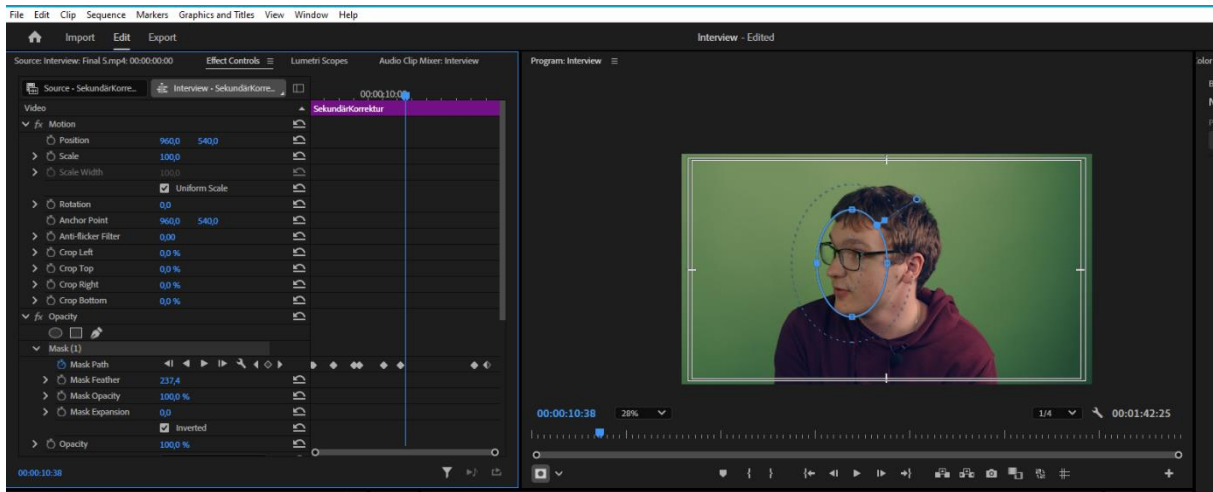 File Edit Clip Sequence Markers Graphics and Titles View Window Help
Import Edit Export
Interview - Edited
Source: Interview: Final S.mp4: 00:00:00:00 Effect Controls Lumetri Scopes Audio Clip Mixer: Interview
Program: Interview
Source • SekundärKorre... Interview • SekundärKorre...
00:00:10:00
Video
SekundärKorrektur
fx Motion
Position 960,0 540,0
Scale 100,0
Scale Width 100,0
Uniform Scale
Rotation 0,0
Anchor Point 960,0 540,0
Anti-flicker Filter 0,00
Crop Left 0,0 %
Crop Top 0,0 %
Crop Right 0,0 %
Crop Bottom 0,0 %
fx Opacity
Mask (1)
Mask Path
Mask Feather 237,4
Mask Opacity 100,0 %
Mask Expansion 0,0
Inverted
Opacity 100,0 %
00:00:10:38
00:00:10:38 28% 1/4 00:01:42:25